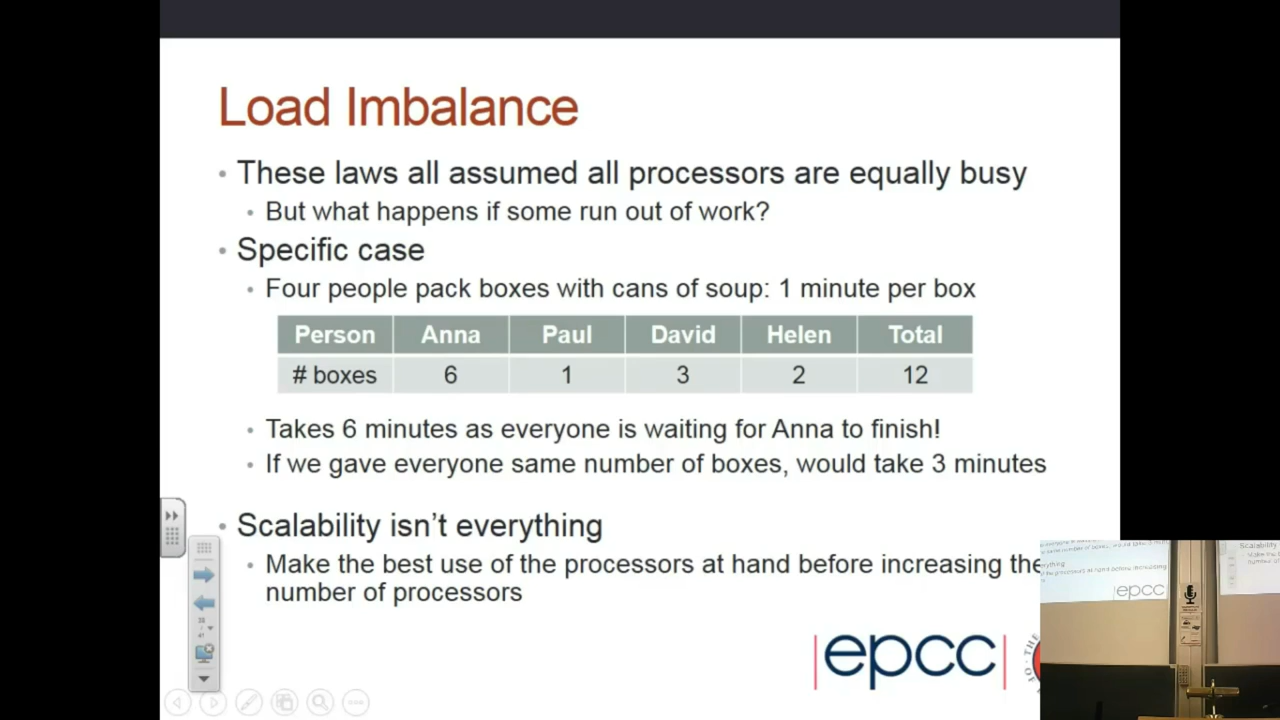 Load Imbalance
• These laws all assumed all processors are equally busy
• But what happens if some run out of work?
• Specific case
• Four people pack boxes with cans of soup: 1 minute per box
Person Anna Paul David Helen Total
# boxes 6 1 3 2 12
• Takes 6 minutes as everyone is waiting for Anna to finish!
• If we gave everyone same number of boxes, would take 3 minutes
• Scalability isn't everything
• Make the best use of the processors at hand before increasing the
number of processors
epcc
epcc